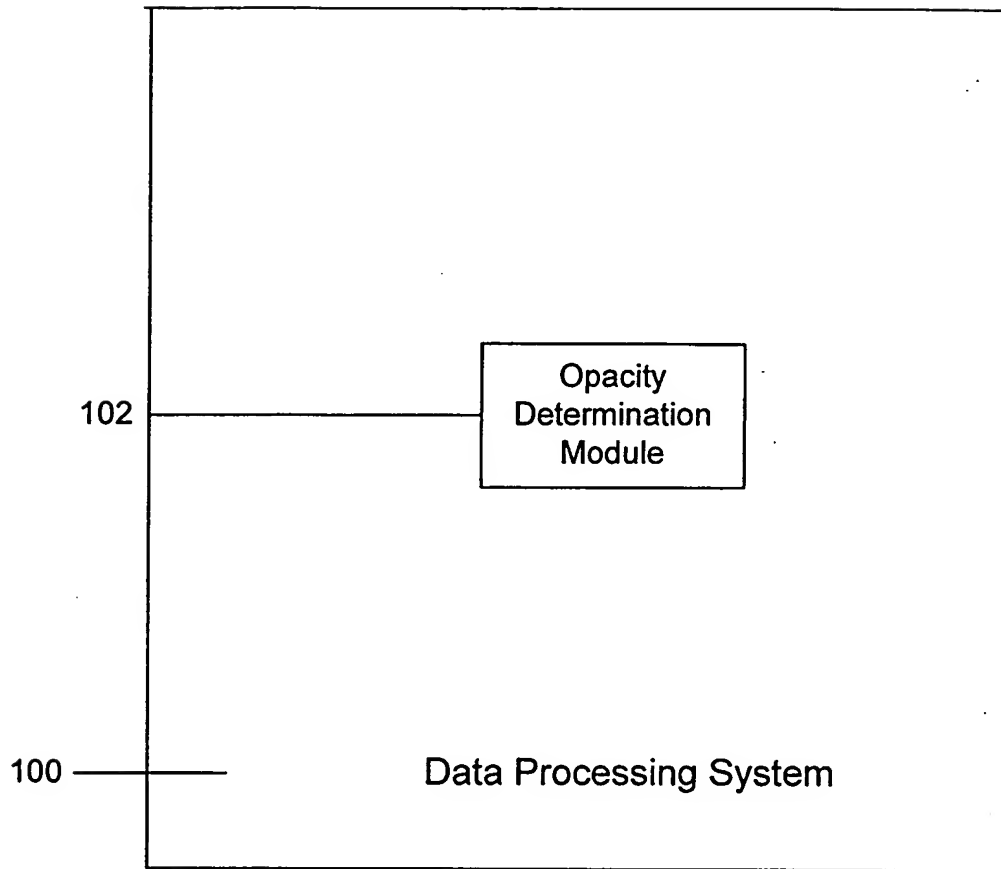 Opacity
102 Determination
Module
100 Data Processing System